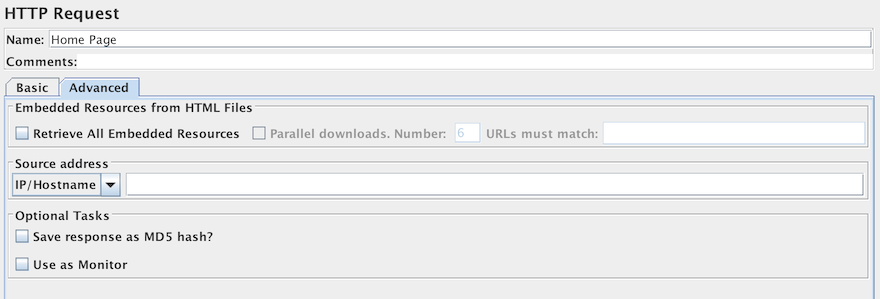 HTTP Request
Name: Home Page
Comments:
Basic Advanced
Embedded Resources from HTML Files
Retrieve All Embedded Resources Parallel downloads. Number: 6 URLs must match:
Source address
IP/Hostname
Optional Tasks
Save response as MD5 hash?
Use as Monitor